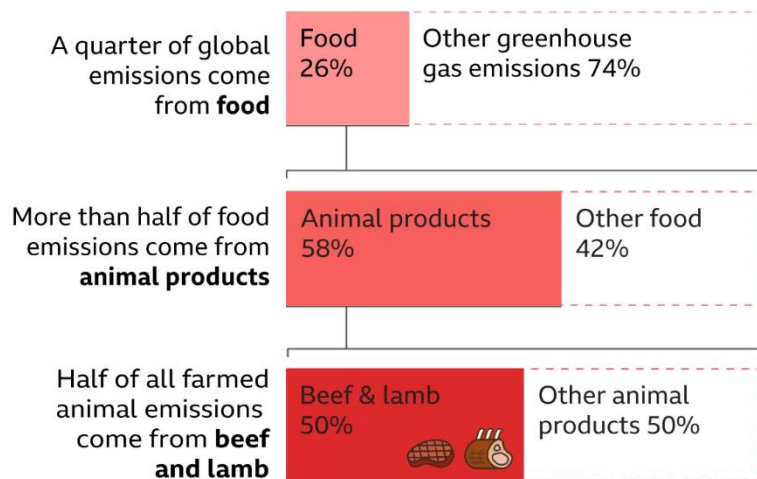 A quarter of global
emissions come
from food
Food
26%
Other greenhouse
gas emissions 74%
More than half of food
emissions come from
animal products
Animal products
58%
Other food
42%
Half of all farmed
animal emissions
come from beef
and lamb
Beef & lamb
50%
Other animal
products 50%